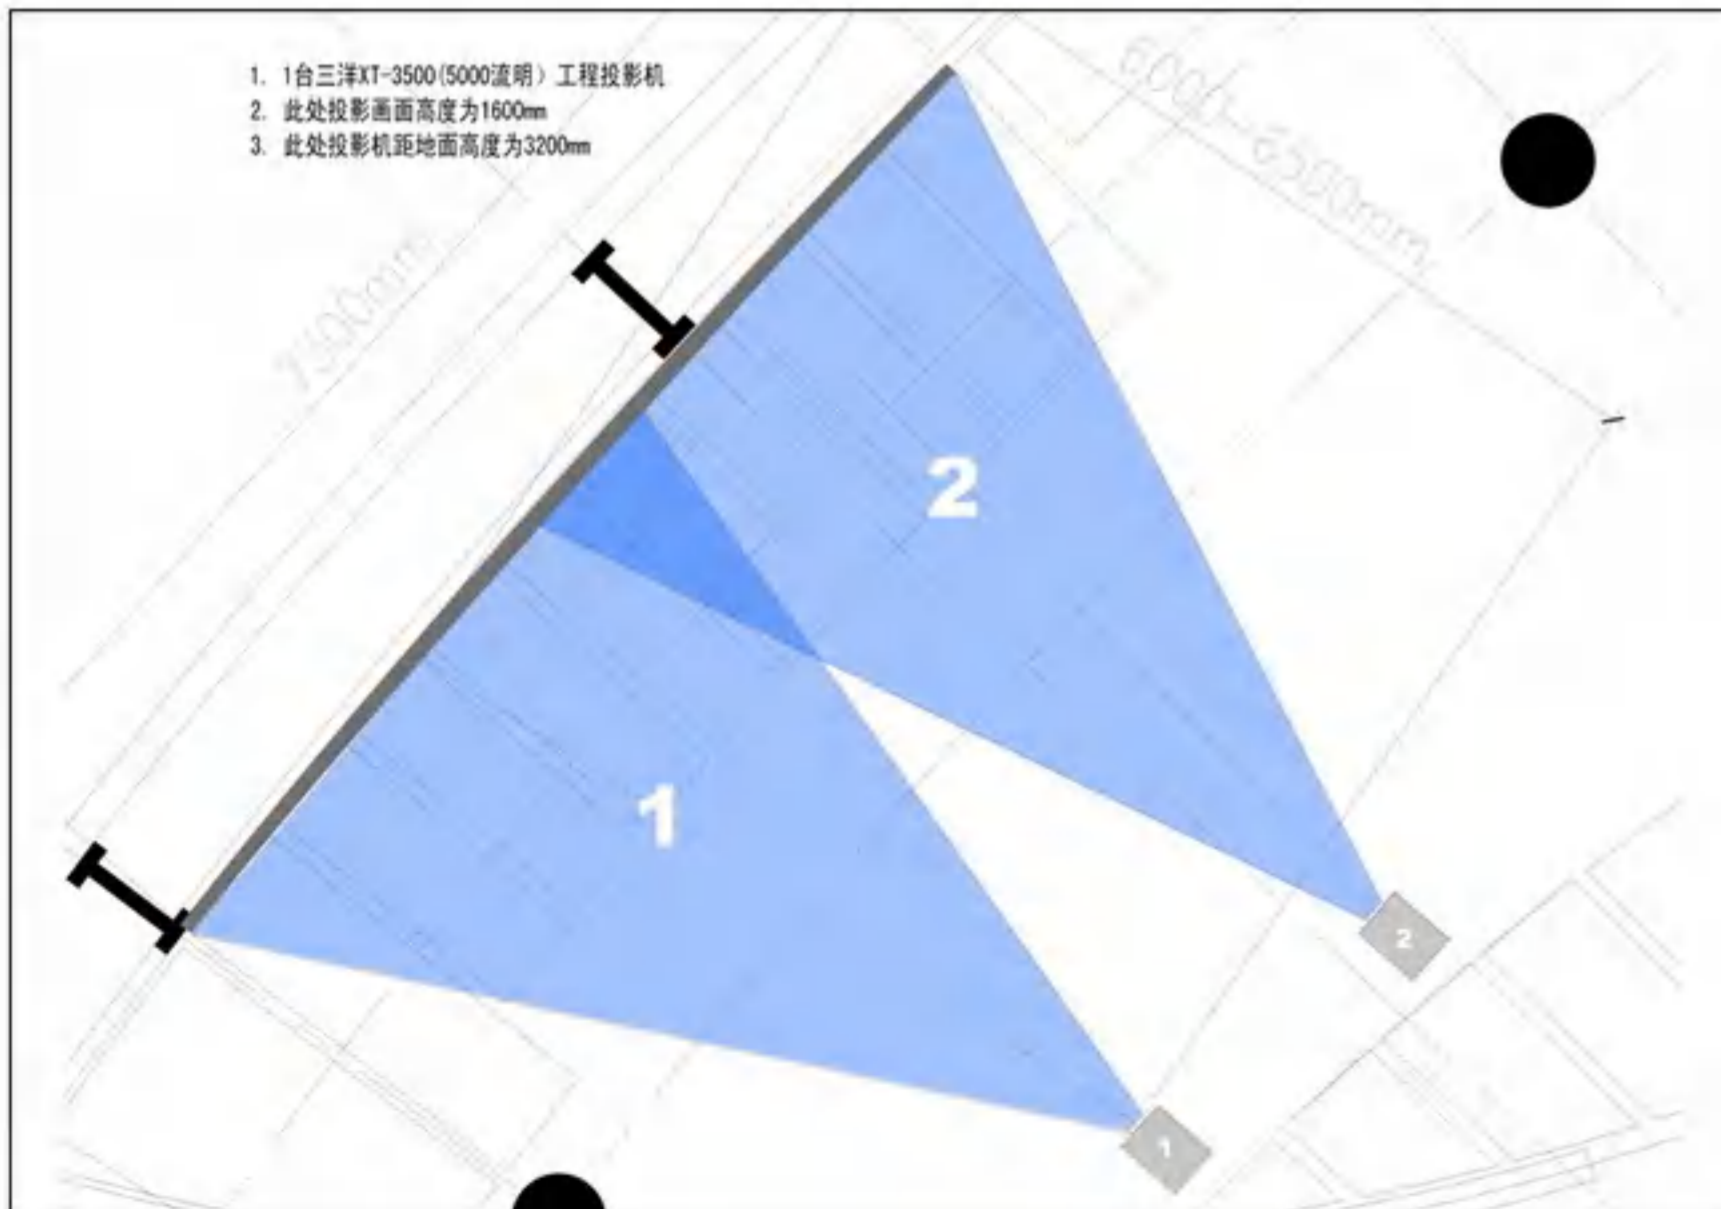 1. 1台三洋XT-3500(5000流明）工程投影机
2. 此处投影画面高度为1600mm
3. 此处投影机距地面高度为3200mm
6000-6500mm
2
1
2
1